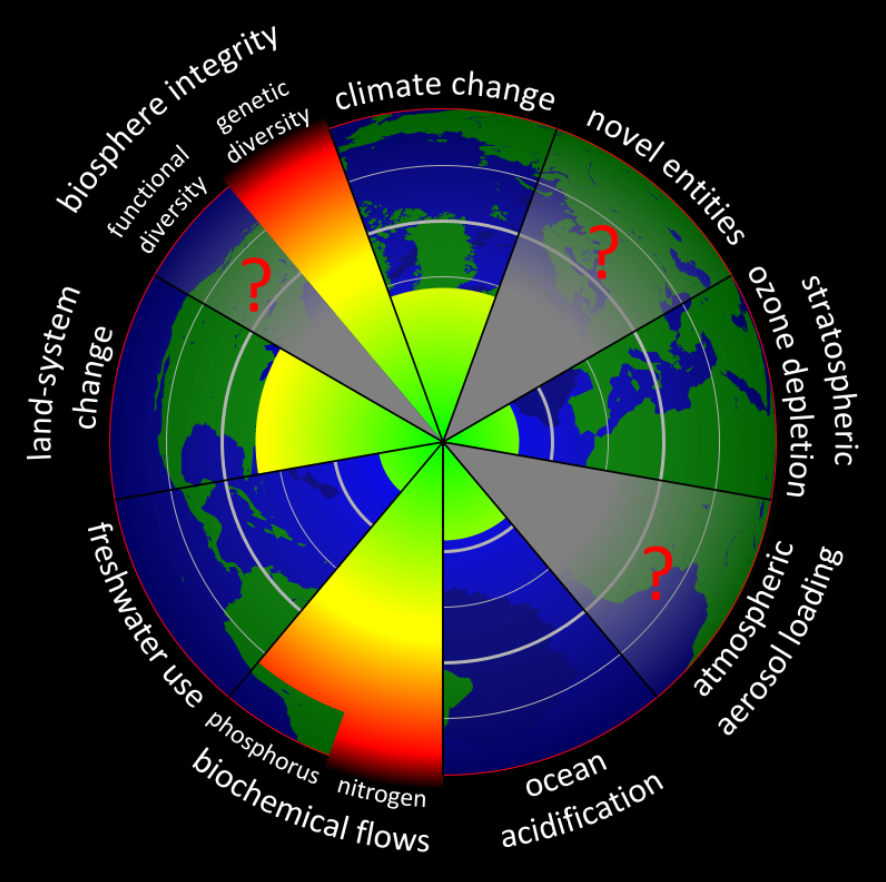 climate change
novel entities
stratospheric
ozone depletion
atmospheric
aerosol loading
ocean
acidification
biochemical flows
nitrogen
phosphorus
freshwater use
land-system
change
biosphere integrity
functional
diversity
genetic
diversity
?
?
?